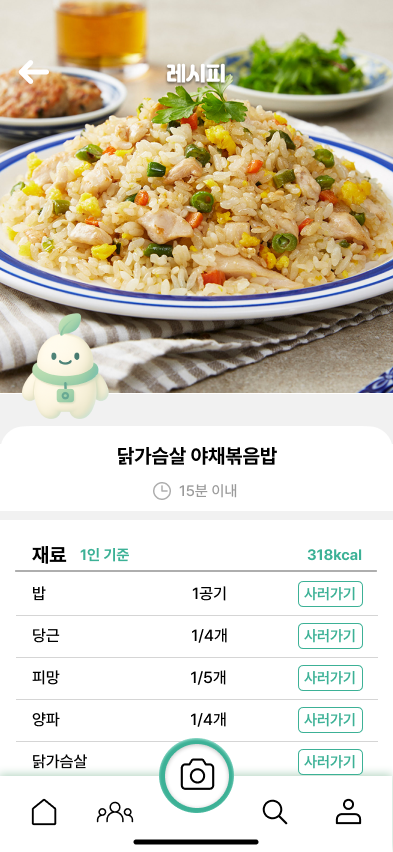 레시피
닭가슴살 야채볶음밥
15분 이내
재료 1인 기준 318kcal
밥 1공기 사러가기
당근 1/4개 사러가기
피망 1/5개 사러가기
양파 1/4개 사러가기
닭가슴살 사러가기